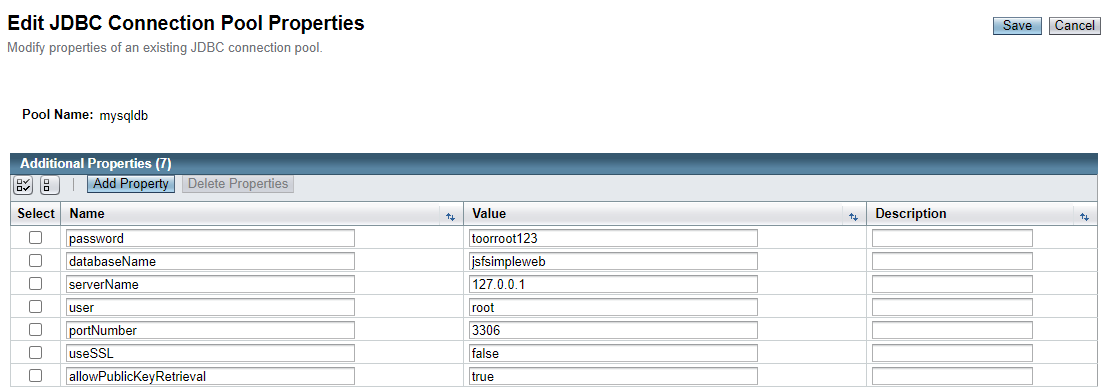 Edit JDBC Connection Pool Properties
Save Cancel
Modify properties of an existing JDBC connection pool.
Pool Name: mysqldb
Additional Properties (7)
Add Property Delete Properties
Select Name Value Description
password toorroot123
databaseName jsfsimpleweb
serverName 127.0.0.1
user root
portNumber 3306
useSSL false
allowPublicKeyRetrieval true